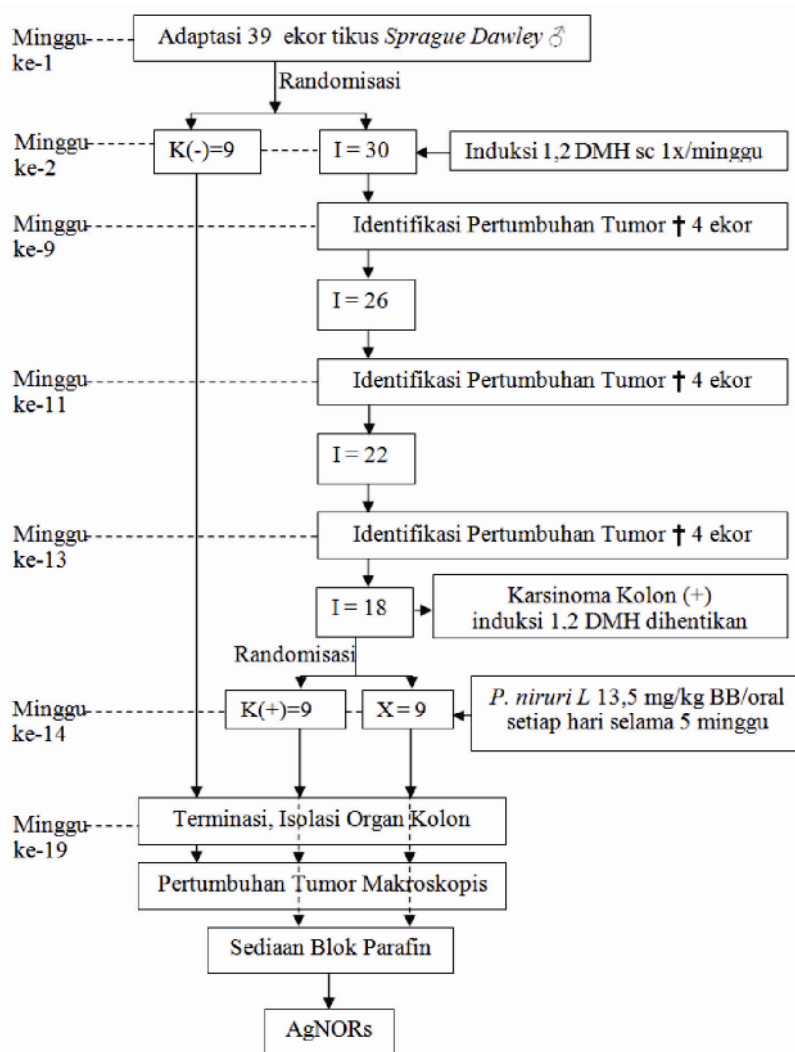 Minggu
ke-1
Adaptasi 39 ekor tikus Sprague Dawley ♂
Randomisasi
Minggu
ke-2
K(-)=9
I = 30
Induksi 1,2 DMH sc 1x/minggu
Minggu
ke-9
Identifikasi Pertumbuhan Tumor † 4 ekor
I = 26
Minggu
ke-11
Identifikasi Pertumbuhan Tumor † 4 ekor
I = 22
Minggu
ke-13
Identifikasi Pertumbuhan Tumor † 4 ekor
I = 18
Karsinoma Kolon (+)
induksi 1,2 DMH dihentikan
Randomisasi
Minggu
ke-14
K(+)=9
X = 9
P. niruri L 13,5 mg/kg BB/oral
setiap hari selama 5 minggu
Minggu
ke-19
Terminasi, Isolasi Organ Kolon
Pertumbuhan Tumor Makroskopis
Sediaan Blok Parafin
AgNORs